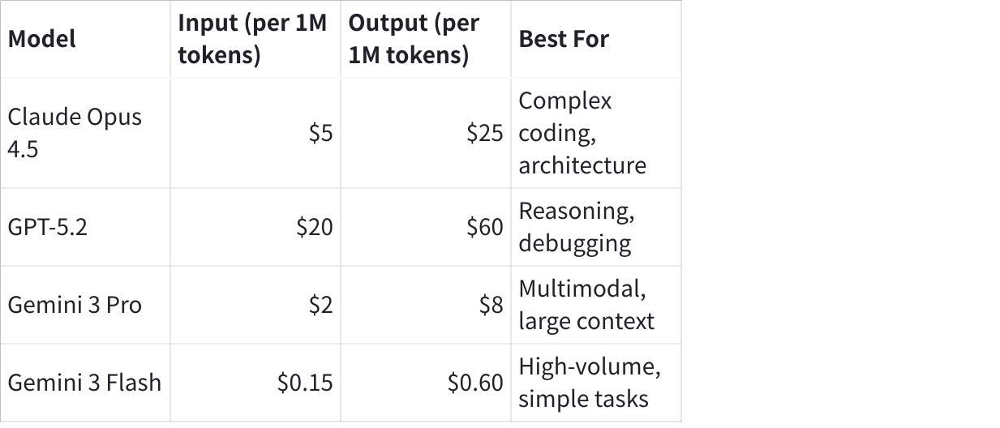 Model
Input (per 1M
tokens)
Output (per
1M tokens)
Best For
Claude Opus
4.5
$5
$25
Complex
coding,
architecture
GPT-5.2
$20
$60
Reasoning,
debugging
Gemini 3 Pro
$2
$8
Multimodal,
large context
Gemini 3 Flash
$0.15
$0.60
High-volume,
simple tasks